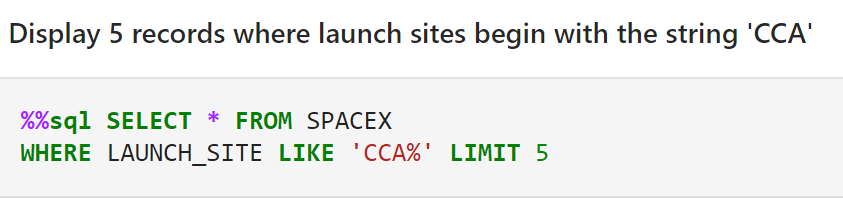 Display 5 records where launch sites begin with the string 'CCA'
%%sql SELECT * FROM SPACEX
WHERE LAUNCH_SITE LIKE 'CCA%' LIMIT 5